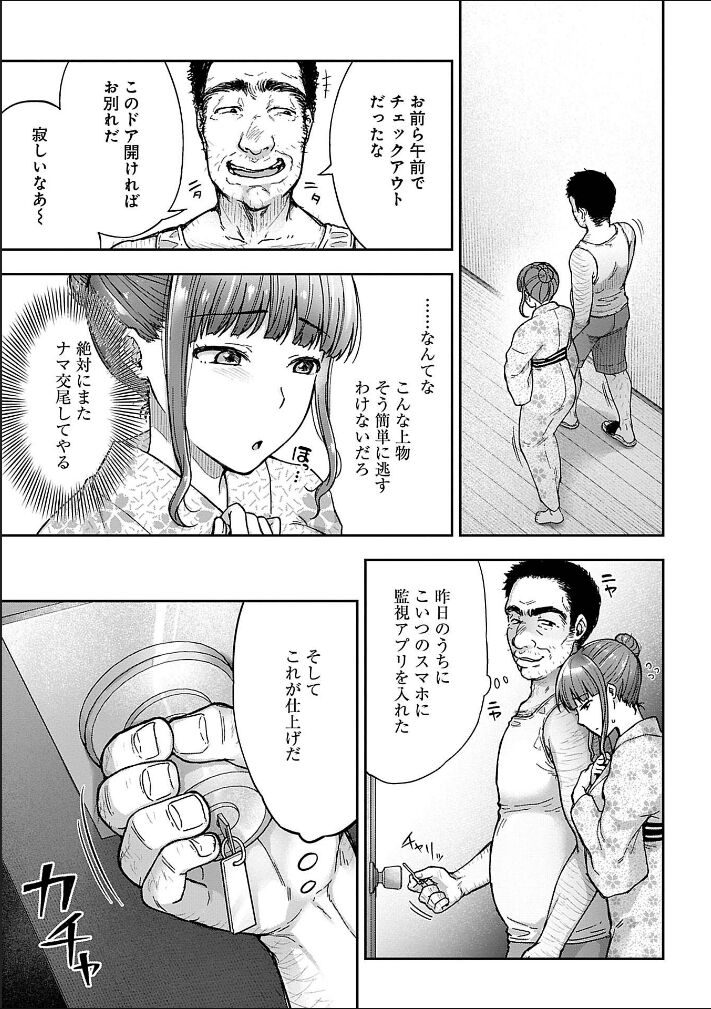 お前ら午前で
チェックアウト
だったな
このドア開ければ
お別れだ
寂しいなあ～
ニタ
ニタ
………なんてな
こんな上物
そう簡単に逃す
わけないだろ
ほっ…
絶対にまた
ナマ交尾してやる
昨日のうちに
こいつのスマホに
監視アプリを入れた
ニヤ
ニヤ
チャリッ
そして
これが仕上げだ
カチャ